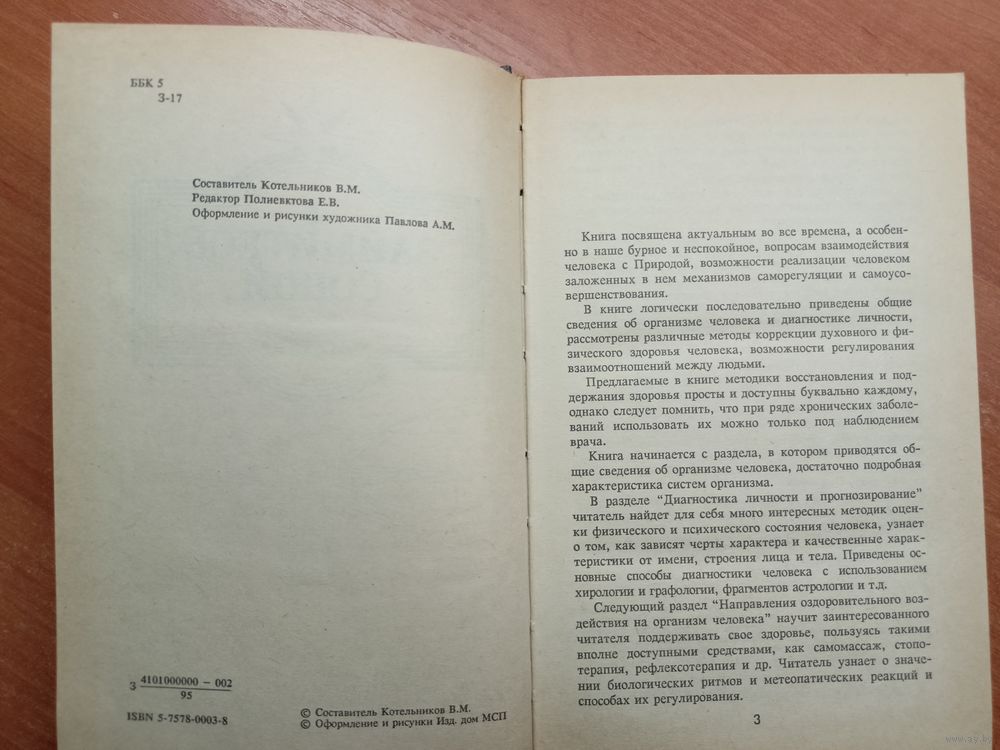 ББК 5
З-17
Составитель Котельников В.М.
Редактор Полиевктова Е.В.
Оформление и рисунки художника Павлова А.М.
З 4101000000 — 002
95
ISBN 5-7578-0003-8
© Составитель Котельников В.М.
© Оформление и рисунки Изд. дом МСП
Книга посвящена актуальным во все времена, а особен-
но в наше бурное и неспокойное, вопросам взаимодействия
человека с Природой, возможности реализации человеком
заложенных в нем механизмов саморегуляции и самоусо-
вершенствования.
В книге логически последовательно приведены общие
сведения об организме человека и диагностике личности,
рассмотрены различные методы коррекции духовного и фи-
зического здоровья человека, возможности регулирования
взаимоотношений между людьми.
Предлагаемые в книге методики восстановления и под-
держания здоровья просты и доступны буквально каждому,
однако следует помнить, что при ряде хронических заболе-
ваний использовать их можно только под наблюдением
врача.
Книга начинается с раздела, в котором приводятся об-
щие сведения об организме человека, достаточно подробная
характеристика систем организма.
В разделе “Диагностика личности и прогнозирование”
читатель найдет для себя много интересных методик оцен-
ки физического и психического состояния человека, узнает
о том, как зависят черты характера и качественные харак-
теристики от имени, строения лица и тела. Приведены ос-
новные способы диагностики человека с использованием
хирологии и графологии, фрагментов астрологии и т.д.
Следующий раздел “Направления оздоровительного воз-
действия на организм человека” научит заинтересованного
читателя поддерживать свое здоровье, пользуясь такими
вполне доступными средствами, как самомассаж, стопо-
терапия, рефлексотерапия и др. Читатель узнает о значе-
нии биологических ритмов и метеопатических реакций и
способах их регулирования.
3
www.ay.by